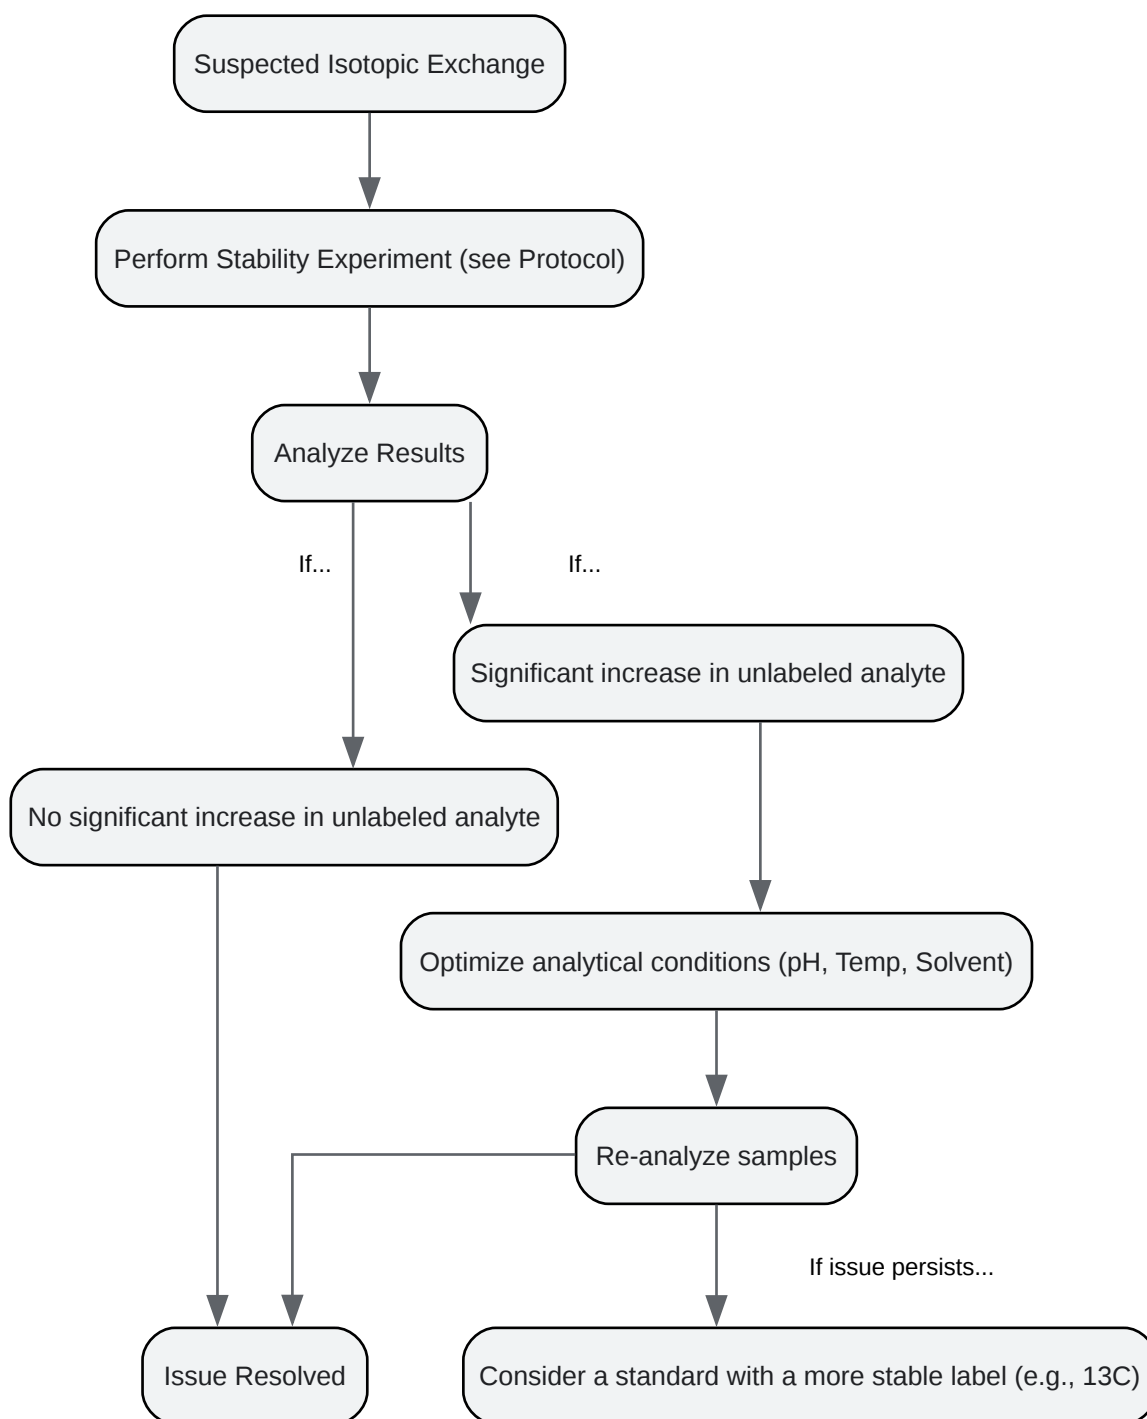 Suspected Isotopic Exchange
Perform Stability Experiment (see Protocol)
Analyze Results
If...
If...
Significant increase in unlabeled analyte
No significant increase in unlabeled analyte
Optimize analytical conditions (pH, Temp, Solvent)
Re-analyze samples
If issue persists...
Issue Resolved
Consider a standard with a more stable label (e.g., 13C)